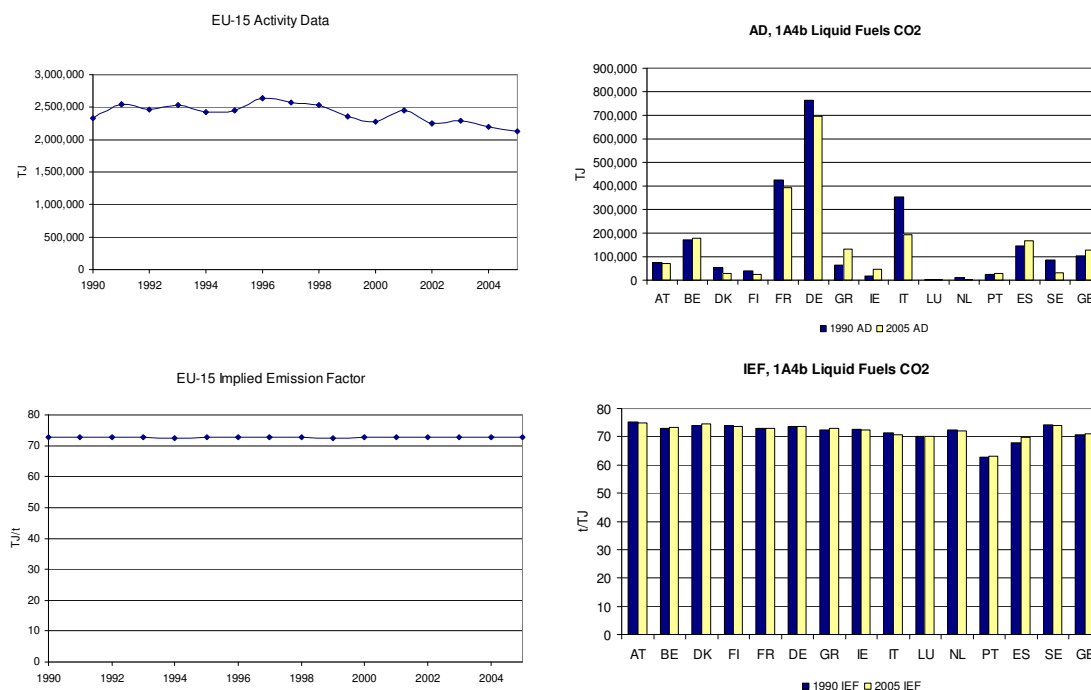 EU-15 Activity Data
3,000,000
2,500,000
2,000,000
1,500,000
1,000,000
500,000
0
TJ
1990 1992 1994 1996 1998 2000 2002 2004
AD, 1A4b Liquid Fuels CO2
900,000
800,000
700,000
600,000
500,000
400,000
300,000
200,000
100,000
0
TJ
AT BE DK FI FR DE GR IE IT LU NL PT ES SE GB
1990 AD 2005 AD
EU-15 Implied Emission Factor
80
70
60
50
40
30
20
10
0
TJ/t
1990 1992 1994 1996 1998 2000 2002 2004
IEF, 1A4b Liquid Fuels CO2
80
70
60
50
40
30
20
10
0
t/TJ
AT BE DK FI FR DE GR IE IT LU NL PT ES SE GB
1990 IEF 2005 IEF